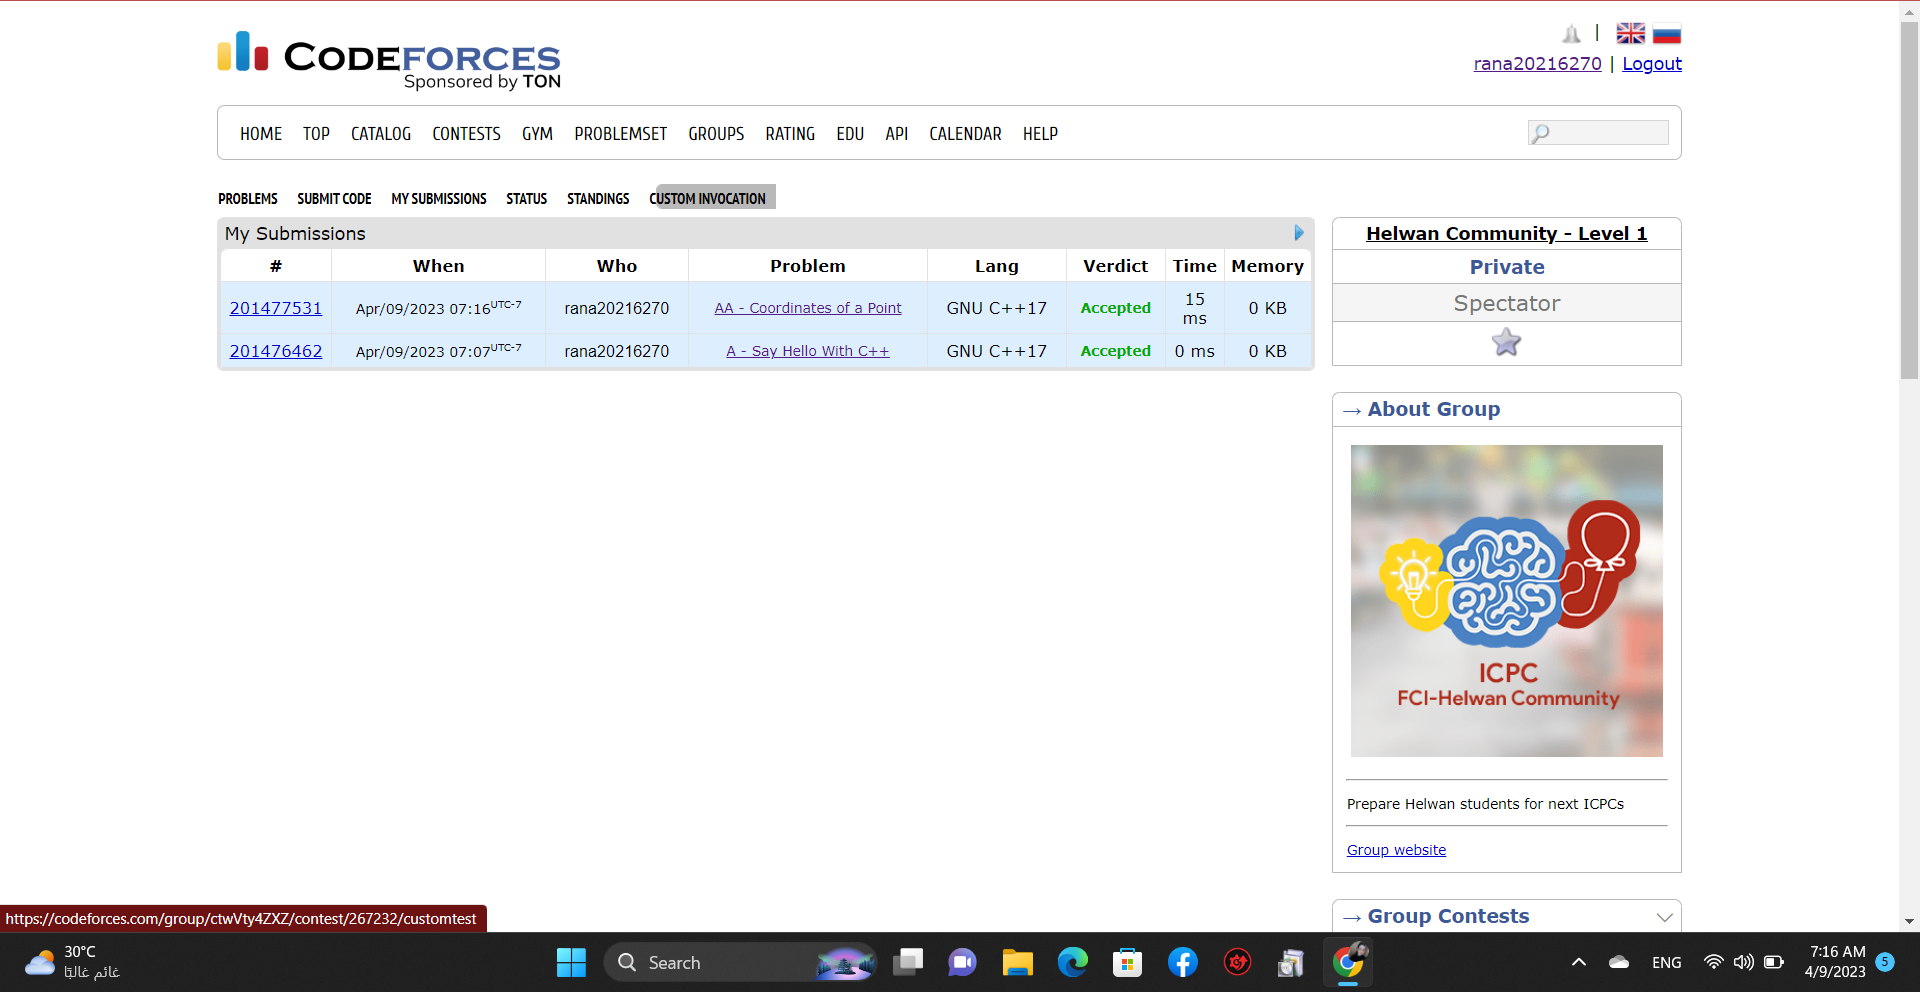 CODEFORCES
Sponsored by TON
|
rana20216270 | Logout
HOME TOP CATALOG CONTESTS GYM PROBLEMSET GROUPS RATING EDU API CALENDAR HELP
PROBLEMS SUBMIT CODE MY SUBMISSIONS STATUS STANDINGS CUSTOM INVOCATION
My Submissions
# When Who Problem Lang Verdict Time Memory
201477531 Apr/09/2023 07:16UTC-7 rana20216270 AA - Coordinates of a Point GNU C++17 Accepted 15 ms 0 KB
201476462 Apr/09/2023 07:07UTC-7 rana20216270 A - Say Hello With C++ GNU C++17 Accepted 0 ms 0 KB
Helwan Community - Level 1
Private
Spectator
→ About Group
ICPC
FCI-Helwan Community
Prepare Helwan students for next ICPCs
Group website
→ Group Contests
https://codeforces.com/group/ctwVty4ZXZ/contest/267232/customtest
30°C
غائم غالبًا
Search
ENG
7:16 AM
4/9/2023
5